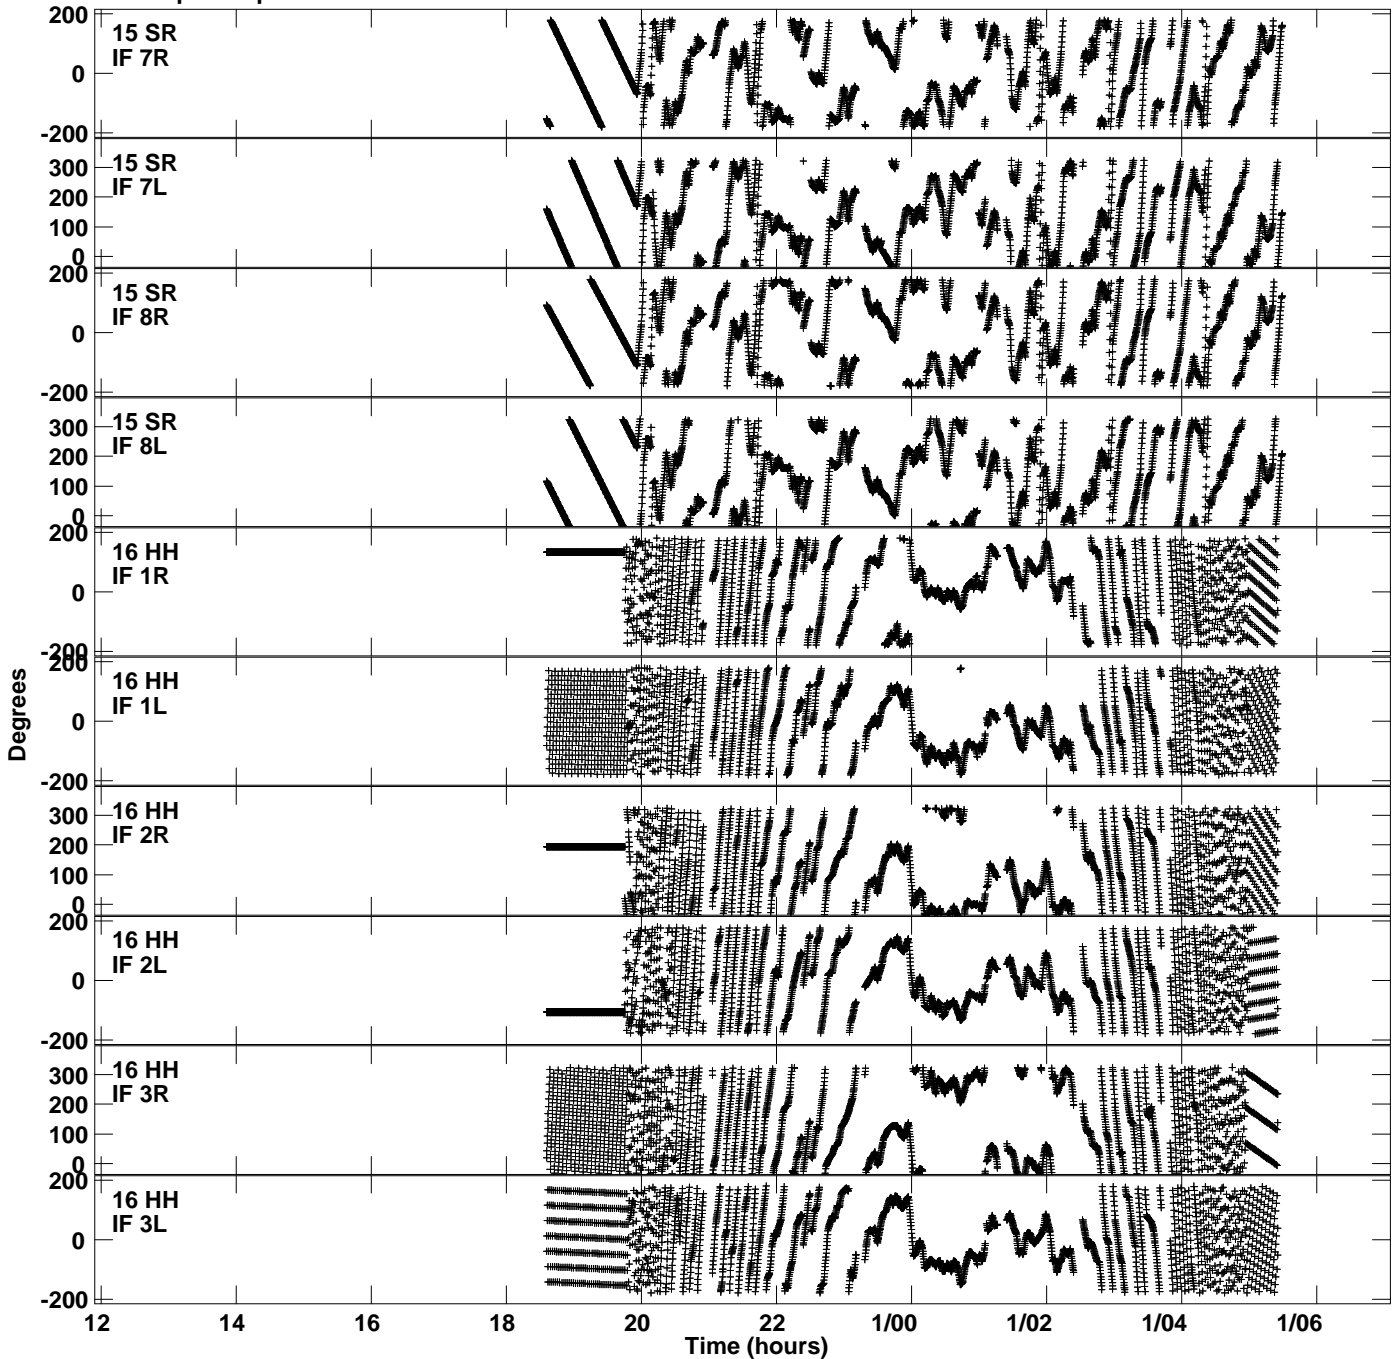 200
15 SR
IF 7R
0
-200
15 SR
IF 7L
300
200
100
0
200
15 SR
IF 8R
0
-200
15 SR
IF 8L
300
200
100
0
200
16 HH
IF 1R
0
-200
200
16 HH
IF 1L
0
-200
16 HH
IF 2R
300
200
100
0
200
16 HH
IF 2L
0
-200
16 HH
IF 3R
300
200
100
0
200
16 HH
IF 3L
0
-200
Degrees
12 14 16 18 20 22 1/00 1/02 1/04 1/06
Time (hours)